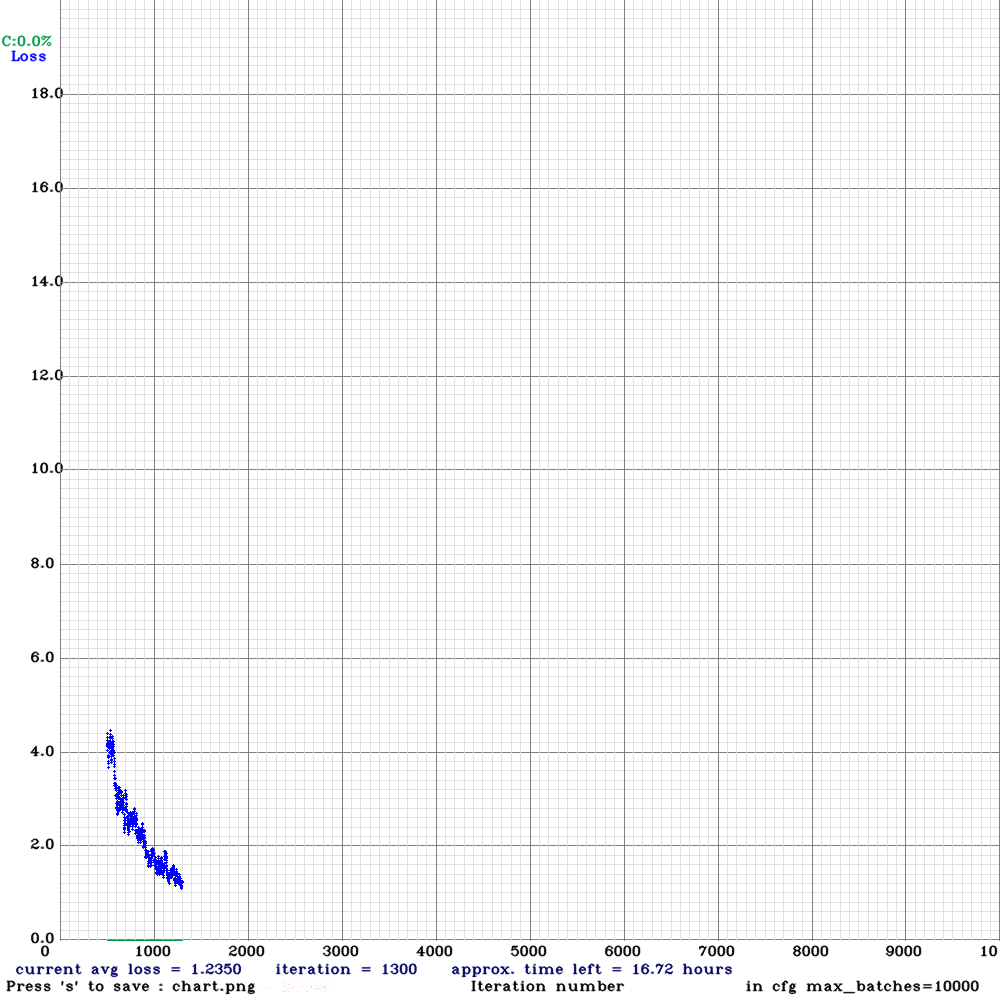 C:0.0%
Loss
18.0
16.0
14.0
12.0
10.0
8.0
6.0
4.0
2.0
0.0
0 1000 2000 3000 4000 5000 6000 7000 8000 9000 10
current avg loss = 1.2350 iteration = 1300 approx. time left = 16.72 hours
Press 's' to save : chart.png Iteration number in cfg max_batches=10000